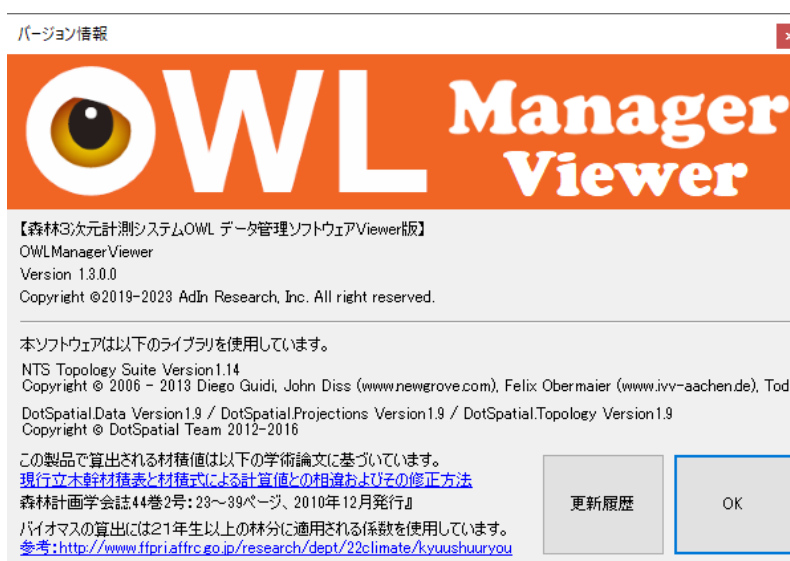 バージョン情報
OWL Manager
Viewer
【森林3次元計測システムOWL データ管理ソフトウェアViewer版】
OWLManagerViewer
Version 1.3.0.0
Copyright ©2019-2023 AdIn Research, Inc. All right reserved.
本ソフトウェアは以下のライブラリを使用しています。
NTS Topology Suite Version1.14
Copyright © 2006 - 2013 Diego Guidi, John Diss (www.newgrove.com), Felix Obermaier (www.ivv-aachen.de), Tod
DotSpatial.Data Version1.9 / DotSpatial.Projections Version1.9 / DotSpatial.Topology Version1.9
Copyright © DotSpatial Team 2012-2016
この製品で算出される材積値は以下の学術論文に基づいています。
現行立木幹材積表と材積式による計算値との相違およびその修正方法
森林計画学会誌44巻2号:23~39ページ、2010年12月発行』
バイオマスの算出には21年生以上の林分に適用される係数を使用しています。
参考:http://www.ffpri.affrc.go.jp/research/dept/22climate/kyuushuuryou
更新履歴
OK